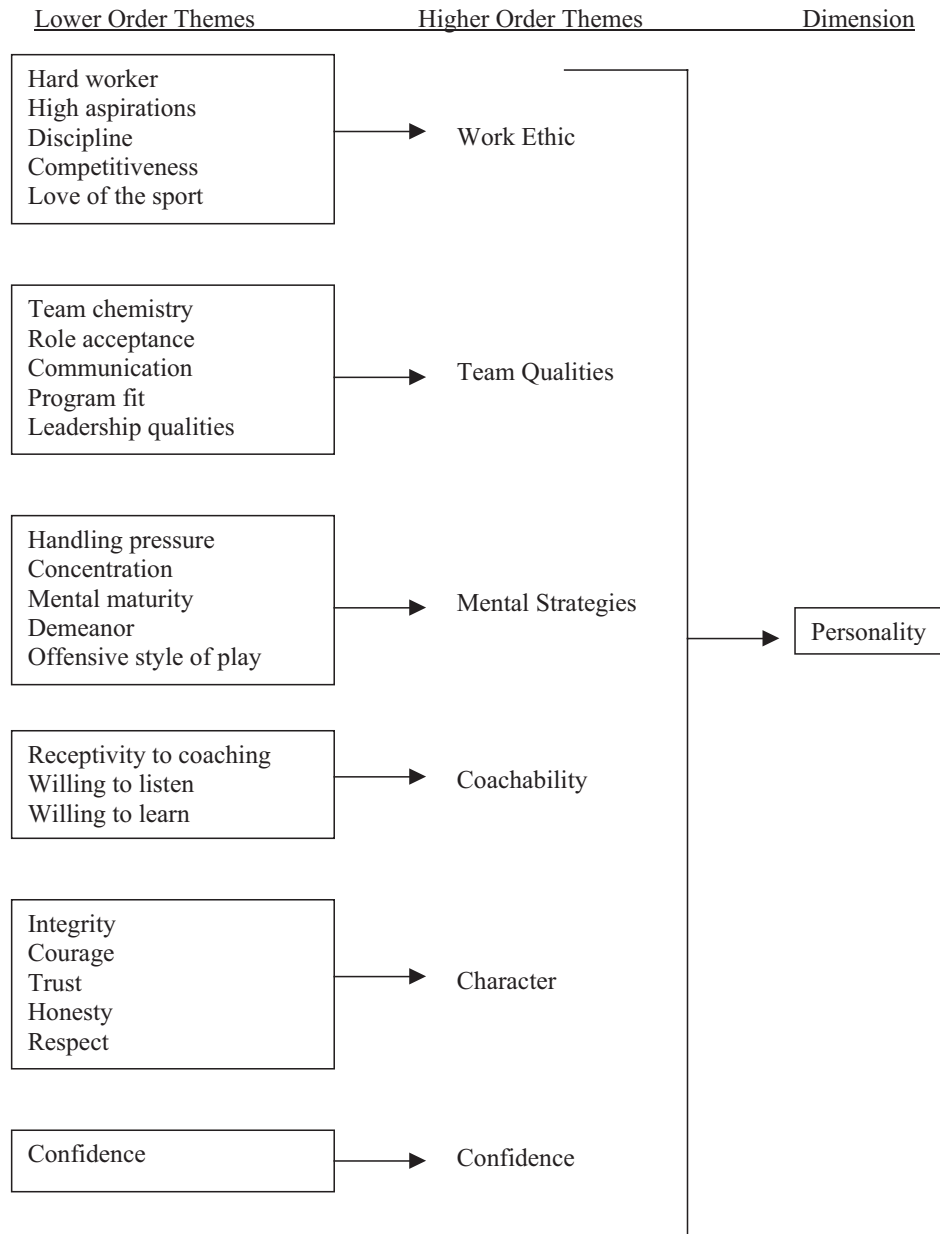 Lower Order Themes Higher Order Themes Dimension
Hard worker
High aspirations
Discipline
Competitiveness
Love of the sport
Work Ethic
Team chemistry
Role acceptance
Communication
Program fit
Leadership qualities
Team Qualities
Handling pressure
Concentration
Mental maturity
Demeanor
Offensive style of play
Mental Strategies
Personality
Receptivity to coaching
Willing to listen
Willing to learn
Coachability
Integrity
Courage
Trust
Honesty
Respect
Character
Confidence
Confidence